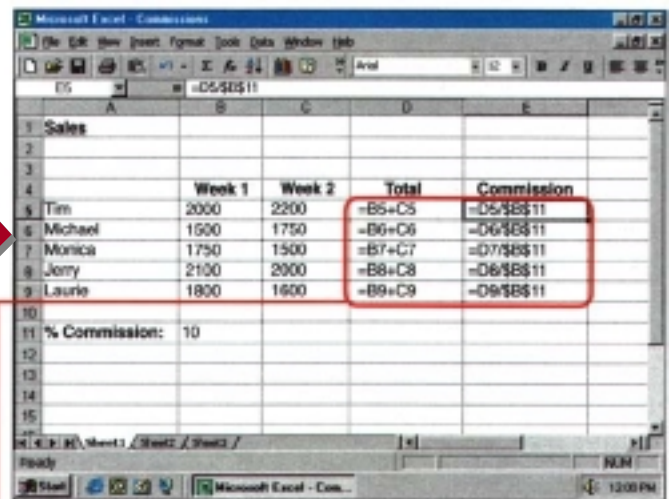 Microsoft Excel - Commissions
File Edit View Insert Format Tools Data Window Help
Arial 12 B I U
E5 = =D5/$B$11
A B C D E
1 Sales
2
3
4 Week 1 Week 2 Total Commission
5 Tim 2000 2200 =B5+C5 =D5/$B$11
6 Michael 1500 1750 =B6+C6 =D6/$B$11
7 Monica 1750 1500 =B7+C7 =D7/$B$11
8 Jerry 2100 2000 =B8+C8 =D8/$B$11
9 Laurie 1800 1600 =B9+C9 =D9/$B$11
10
11 % Commission: 10
12
13
14
15
Sheet1 / Sheet2 / Sheet3 /
Ready NUM
Start Microsoft Excel - Com... 12:00 PM